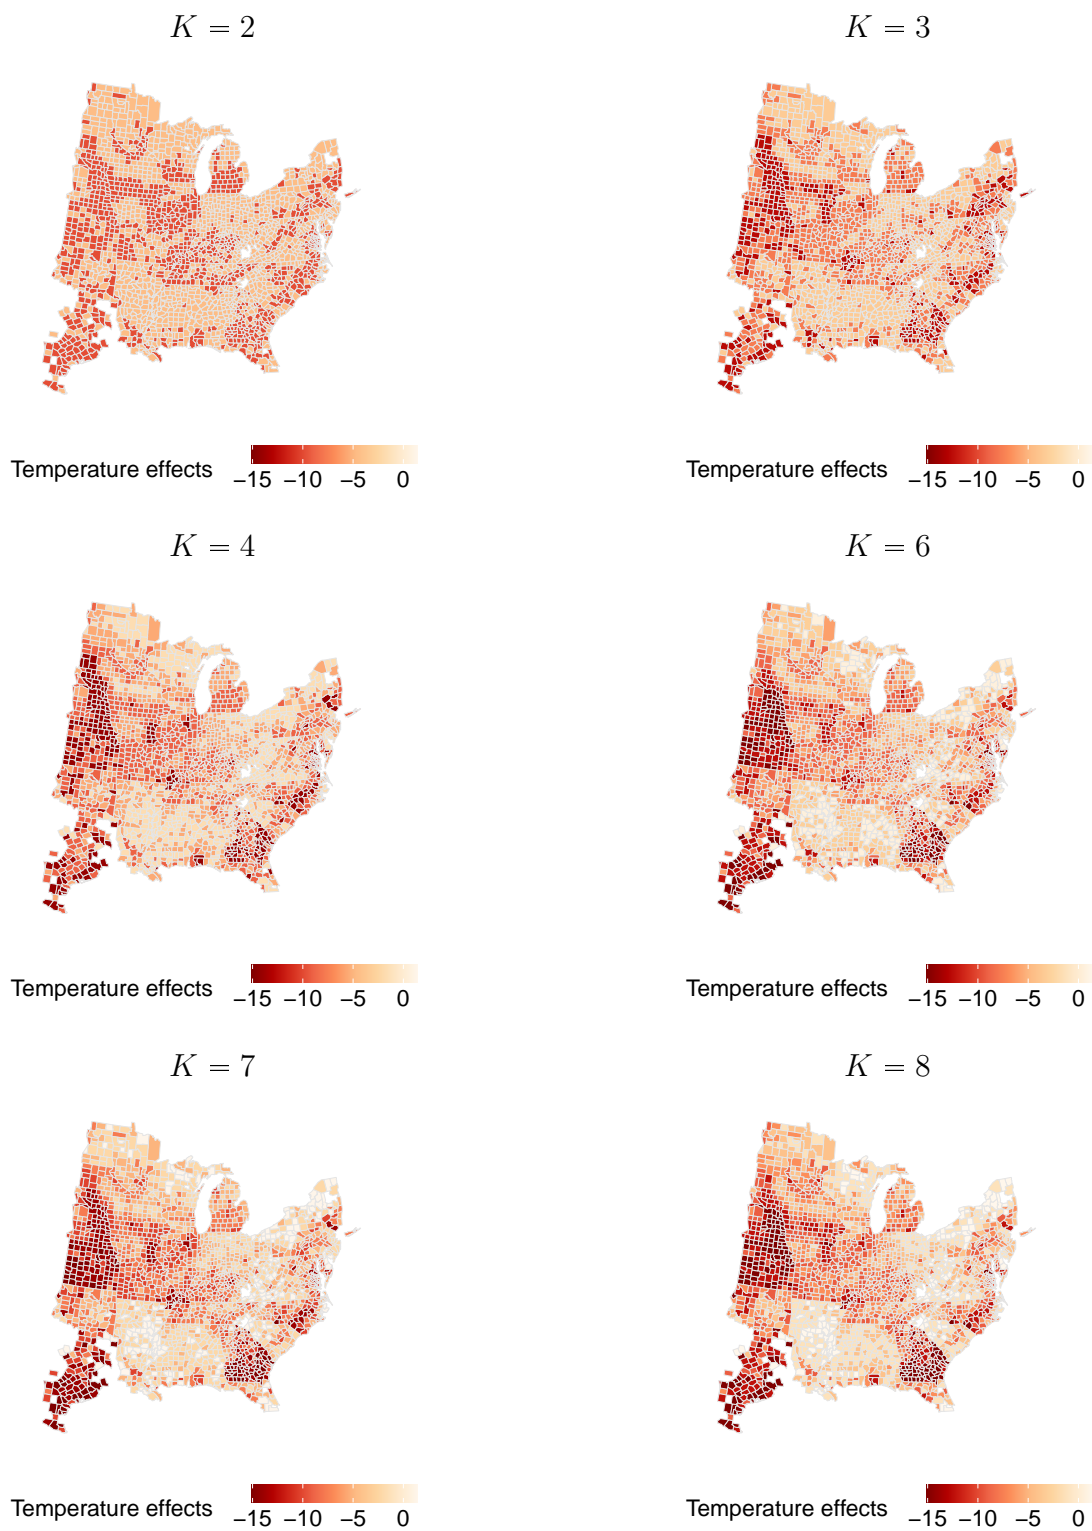 K = 2
K = 3
Temperature effects
−15 −10 −5 0
Temperature effects
−15 −10 −5 0
K = 4
K = 6
Temperature effects
−15 −10 −5 0
Temperature effects
−15 −10 −5 0
K = 7
K = 8
Temperature effects
−15 −10 −5 0
Temperature effects
−15 −10 −5 0